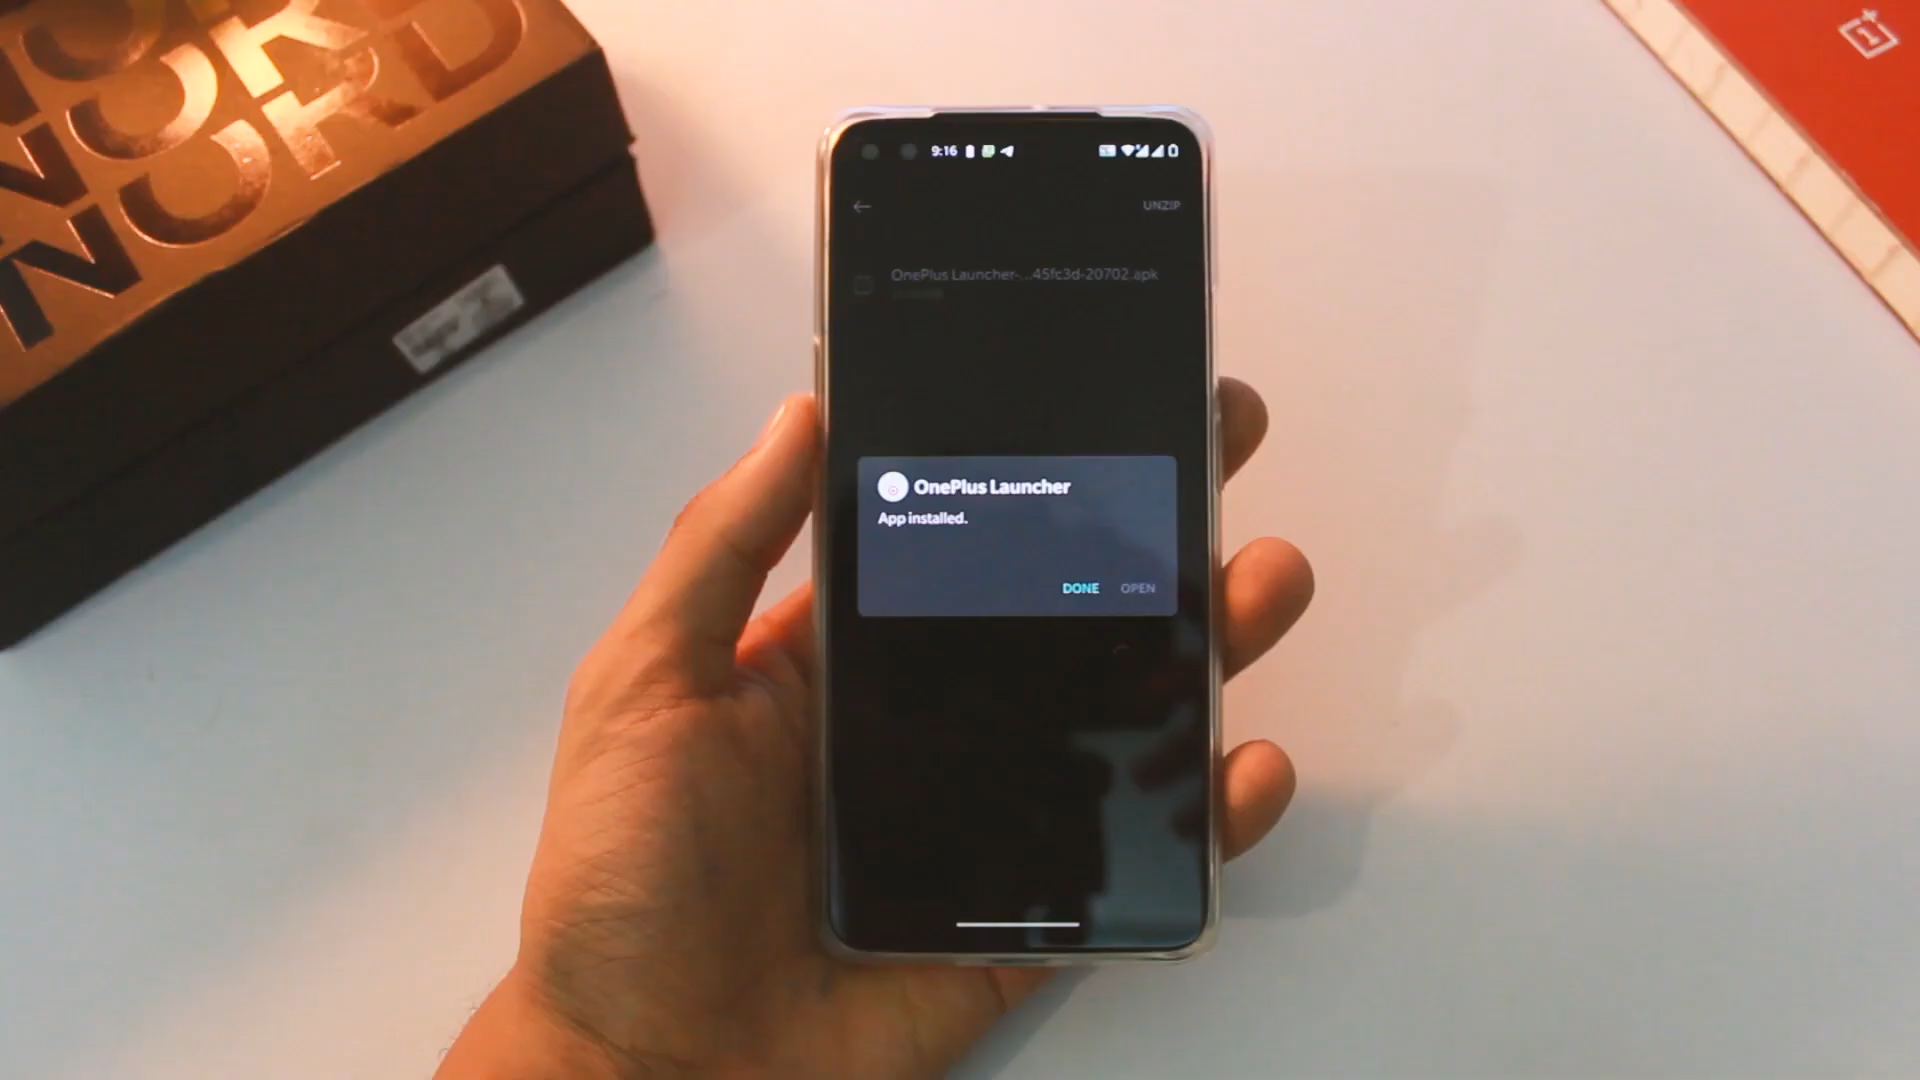 NORD
NORD
9:16
UNZIP
OnePlus Launcher-...45fc3d-20702.apk
OnePlus Launcher
App installed.
DONE OPEN